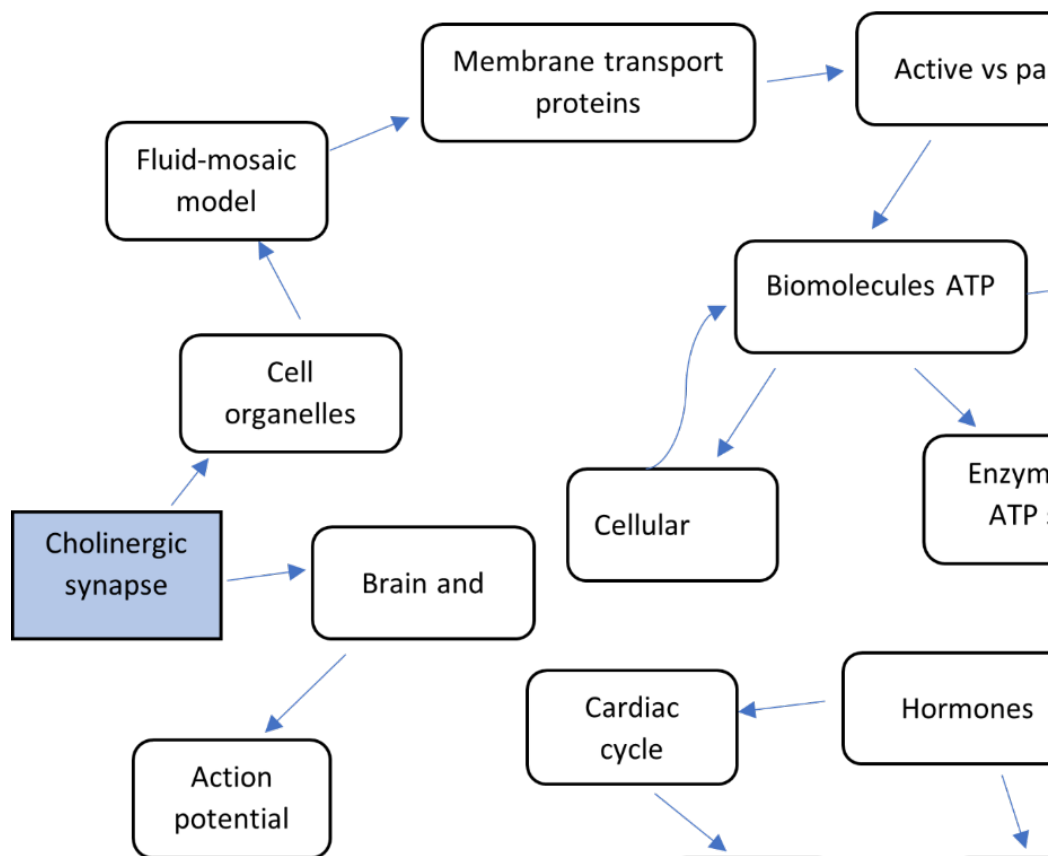 Membrane transport
proteins
Active vs pa
Fluid-mosaic
model
Biomolecules ATP
Cell
organelles
Enzym
ATP s
Cellular
Cholinergic
synapse
Brain and
Cardiac
cycle
Hormones
Action
potential